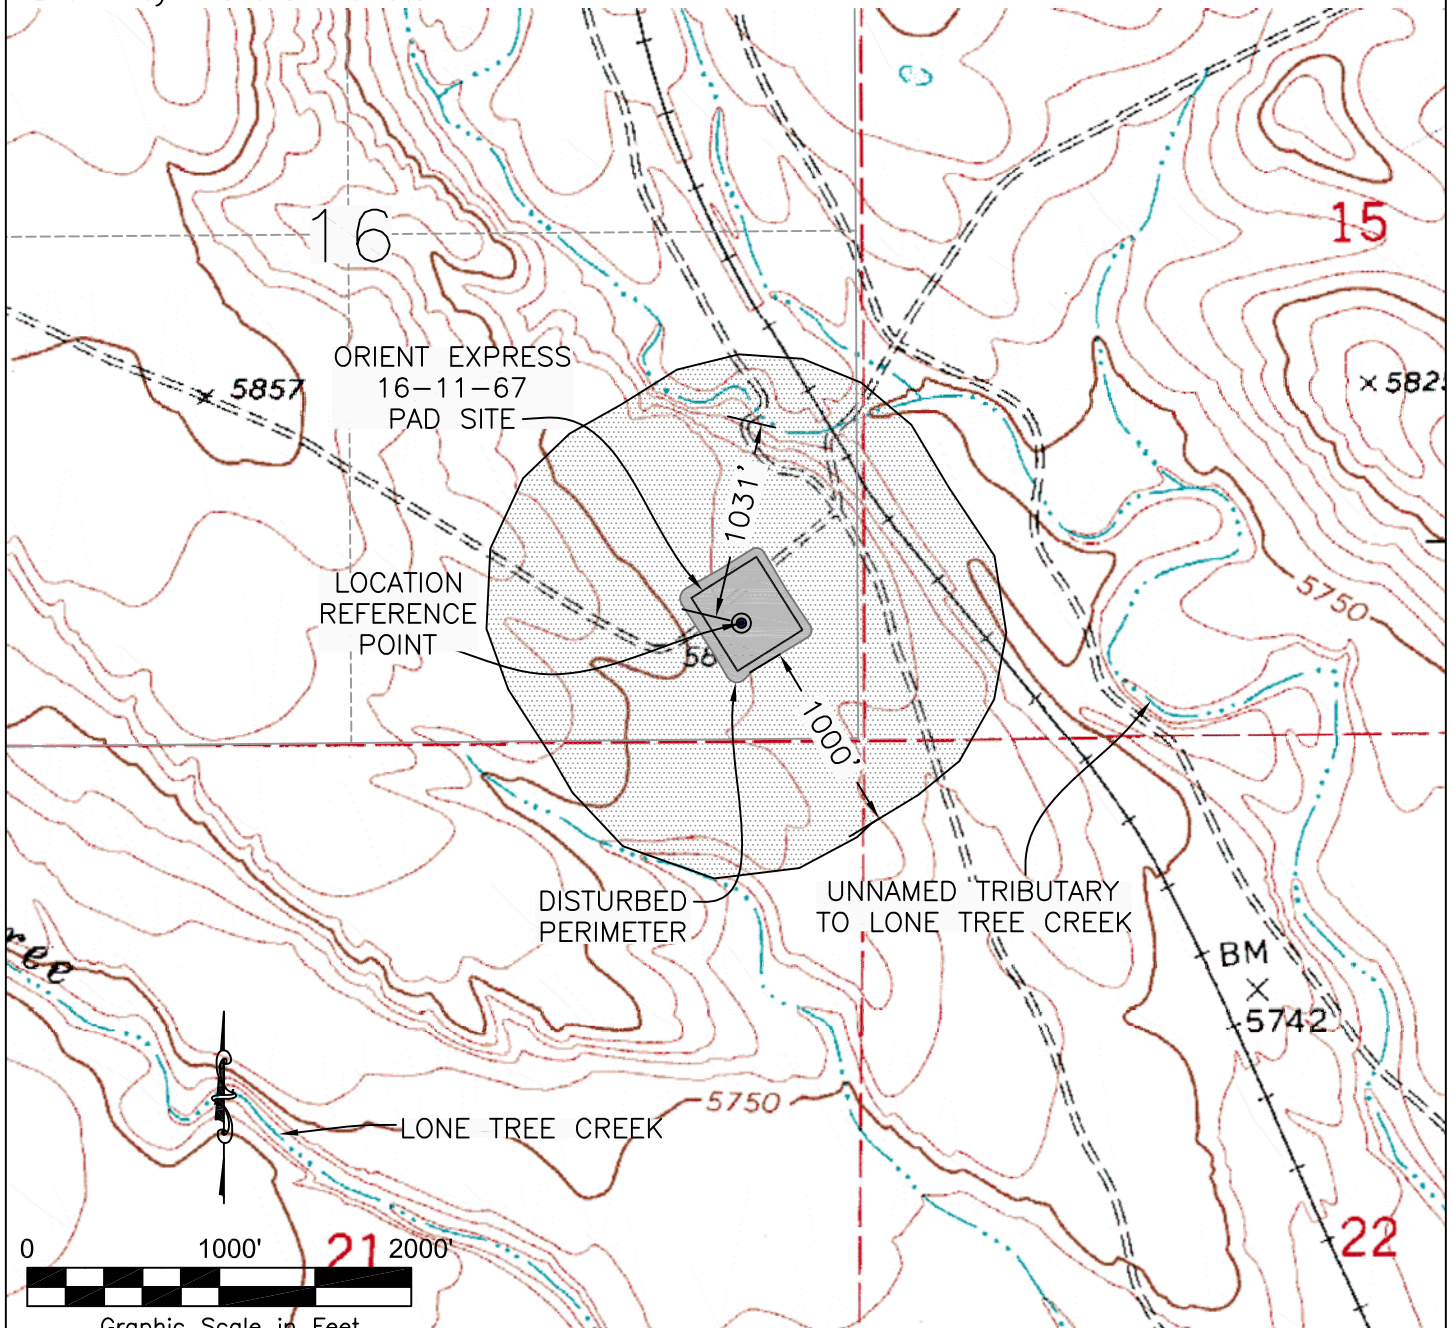 16
15
5857
ORIENT EXPRESS
16-11-67
PAD SITE
1031'
LOCATION
REFERENCE
POINT
58
5750
1000'
DISTURBED
PERIMETER
UNNAMED TRIBUTARY
TO LONE TREE CREEK
ree
BM
5742
5750
LONE TREE CREEK
0 1000' 2000'
21
22
Graphic Scale in Feet